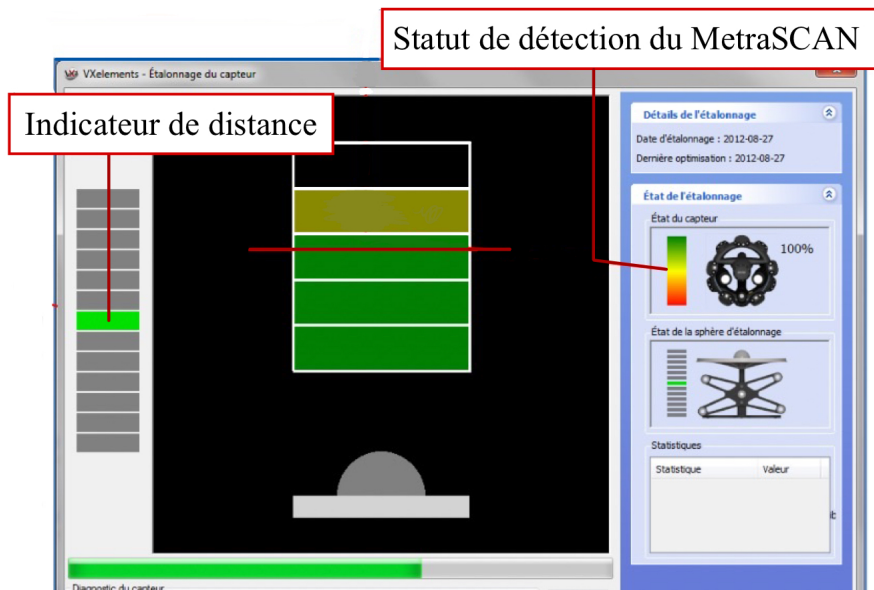 Statut de détection du MetraSCAN
VXelements - Étalonnage du capteur
Indicateur de distance
Détails de l'étalonnage
Date d'étalonnage : 2012-08-27
Dernière optimisation : 2012-08-27
État de l'étalonnage
État du capteur
100%
État de la sphère d'étalonnage
Statistiques
Statistique Valeur
Diagnostic du capteur